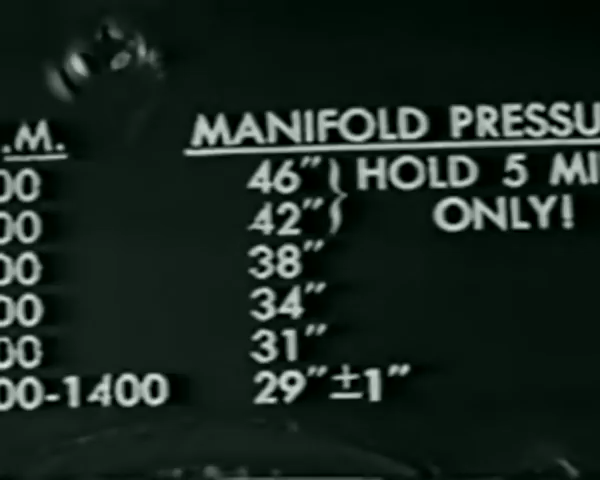 .M. MANIFOLD PRESSU
00 46″ } HOLD 5 MI
00 42″ } ONLY!
00 38″
00 34″
00 31″
00-1400 29″±1″